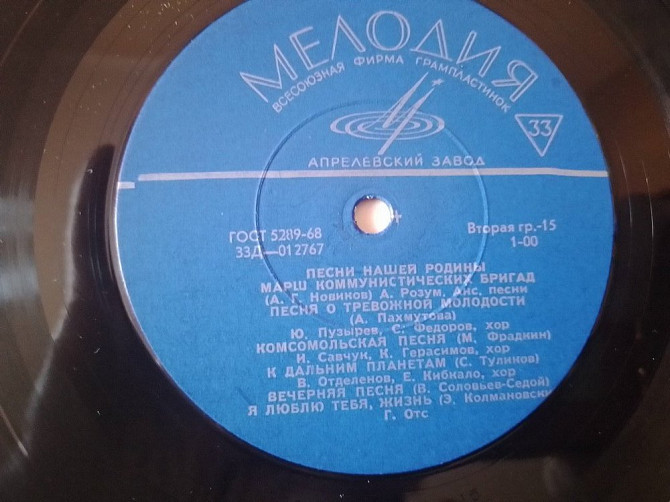 МЕЛОДИЯ
ВСЕСОЮЗНАЯ ФИРМА ГРАМПЛАСТИНОК
33
АПРЕЛЕВСКИЙ ЗАВОД
ГОСТ 5289-68
33Д—012767
Вторая гр.-15
1-00
ПЕСНИ НАШЕЙ РОДИНЫ
МАРШ КОММУНИСТИЧЕСКИХ БРИГАД
(А. Г. Новиков) А. Розум, Анс. песни
ПЕСНЯ О ТРЕВОЖНОЙ МОЛОДОСТИ
(А. Пахмутова)
Ю. Пузырев, С. Федоров, хор
КОМСОМОЛЬСКАЯ ПЕСНЯ (М. Фрадкин)
И. Савчук, К. Герасимов, хор
К ДАЛЬНИМ ПЛАНЕТАМ (С. Туликов)
В. Отделенов, Е. Кибкало, хор
ВЕЧЕРНЯЯ ПЕСНЯ (В. Соловьев-Седой)
Я ЛЮБЛЮ ТЕБЯ, ЖИЗНЬ (Э. Колмановски
Г. Отс